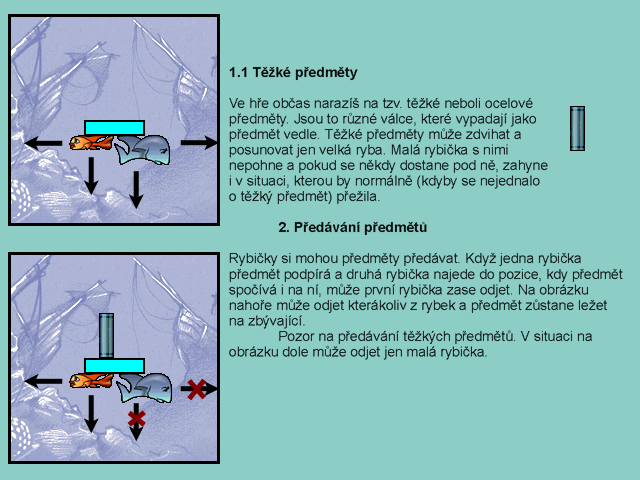 1.1 Těžké předměty
Ve hře občas narazíš na tzv. těžké neboli ocelové
předměty. Jsou to různé válce, které vypadají jako
předmět vedle. Těžké předměty může zdvihat a
posunovat jen velká ryba. Malá rybička s nimi
nepohne a pokud se někdy dostane pod ně, zahyne
i v situaci, kterou by normálně (kdyby se nejednalo
o těžký předmět) přežila.
2. Předávání předmětů
Rybičky si mohou předměty předávat. Když jedna rybička
předmět podpírá a druhá rybička najede do pozice, kdy předmět
spočívá i na ní, může první rybička zase odjet. Na obrázku
nahoře může odjet kterákoliv z rybek a předmět zůstane ležet
na zbývající.
Pozor na předávání těžkých předmětů. V situaci na
obrázku dole může odjet jen malá rybička.